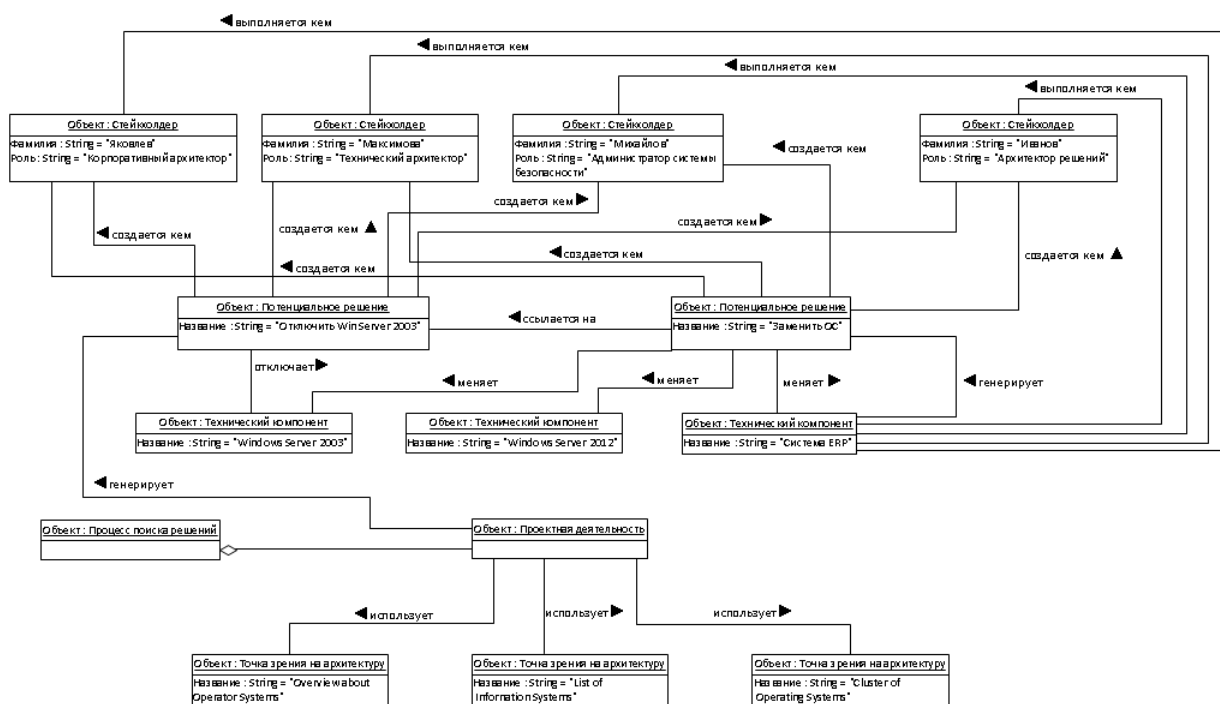 выполняется кем
выполняется кем
выполняется кем
выполняется кем
Объект : Стейкхолдер
Фамилия : String = "Яковлев"
Роль : String = "Корпоративный архитектор"
Объект : Стейкхолдер
Фамилия : String = "Максимова"
Роль : String = "Технический архитектор"
Объект : Стейкхолдер
Фамилия : String = "Михайлов"
Роль : String = "Администратор системы
безопасности"
Объект : Стейкхолдер
Фамилия : String = "Иванов"
Роль : String = "Архитектор решений"
создается кем
создается кем
создается кем
создается кем
создается кем
создается кем
создается кем
создается кем
Объект : Потенциальное решение
Название : String = "Отключить WinServer 2003"
ссылается на
Объект : Потенциальное решение
Название : String = "Заменить ОС"
отключает
меняет
меняет
меняет
генерирует
Объект : Технический компонент
Название : String = "Windows Server 2003"
Объект : Технический компонент
Название : String = "Windows Server 2012"
Объект : Технический компонент
Название : String = "Система ERP"
генерирует
Объект : Процесс поиска решений
Объект : Проектная деятельность
использует
использует
использует
Объект : Точка зрения на архитектуру
Название : String = "Overview about
Operator Systems"
Объект : Точка зрения на архитектуру
Название : String = "List of
Information Systems"
Объект : Точка зрения на архитектуру
Название : String = "Cluster of
Operating Systems"